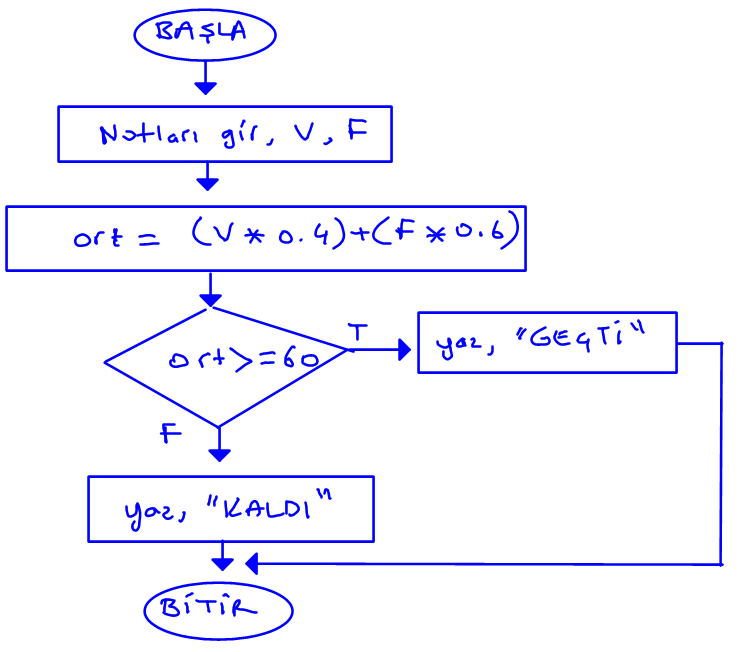 BAŞLA
Notları gir, V, F
ort = (V * 0.4)+(F * 0.6)
ort>=60
T
yaz, "GEÇTİ"
F
yaz, "KALDI"
BİTİR